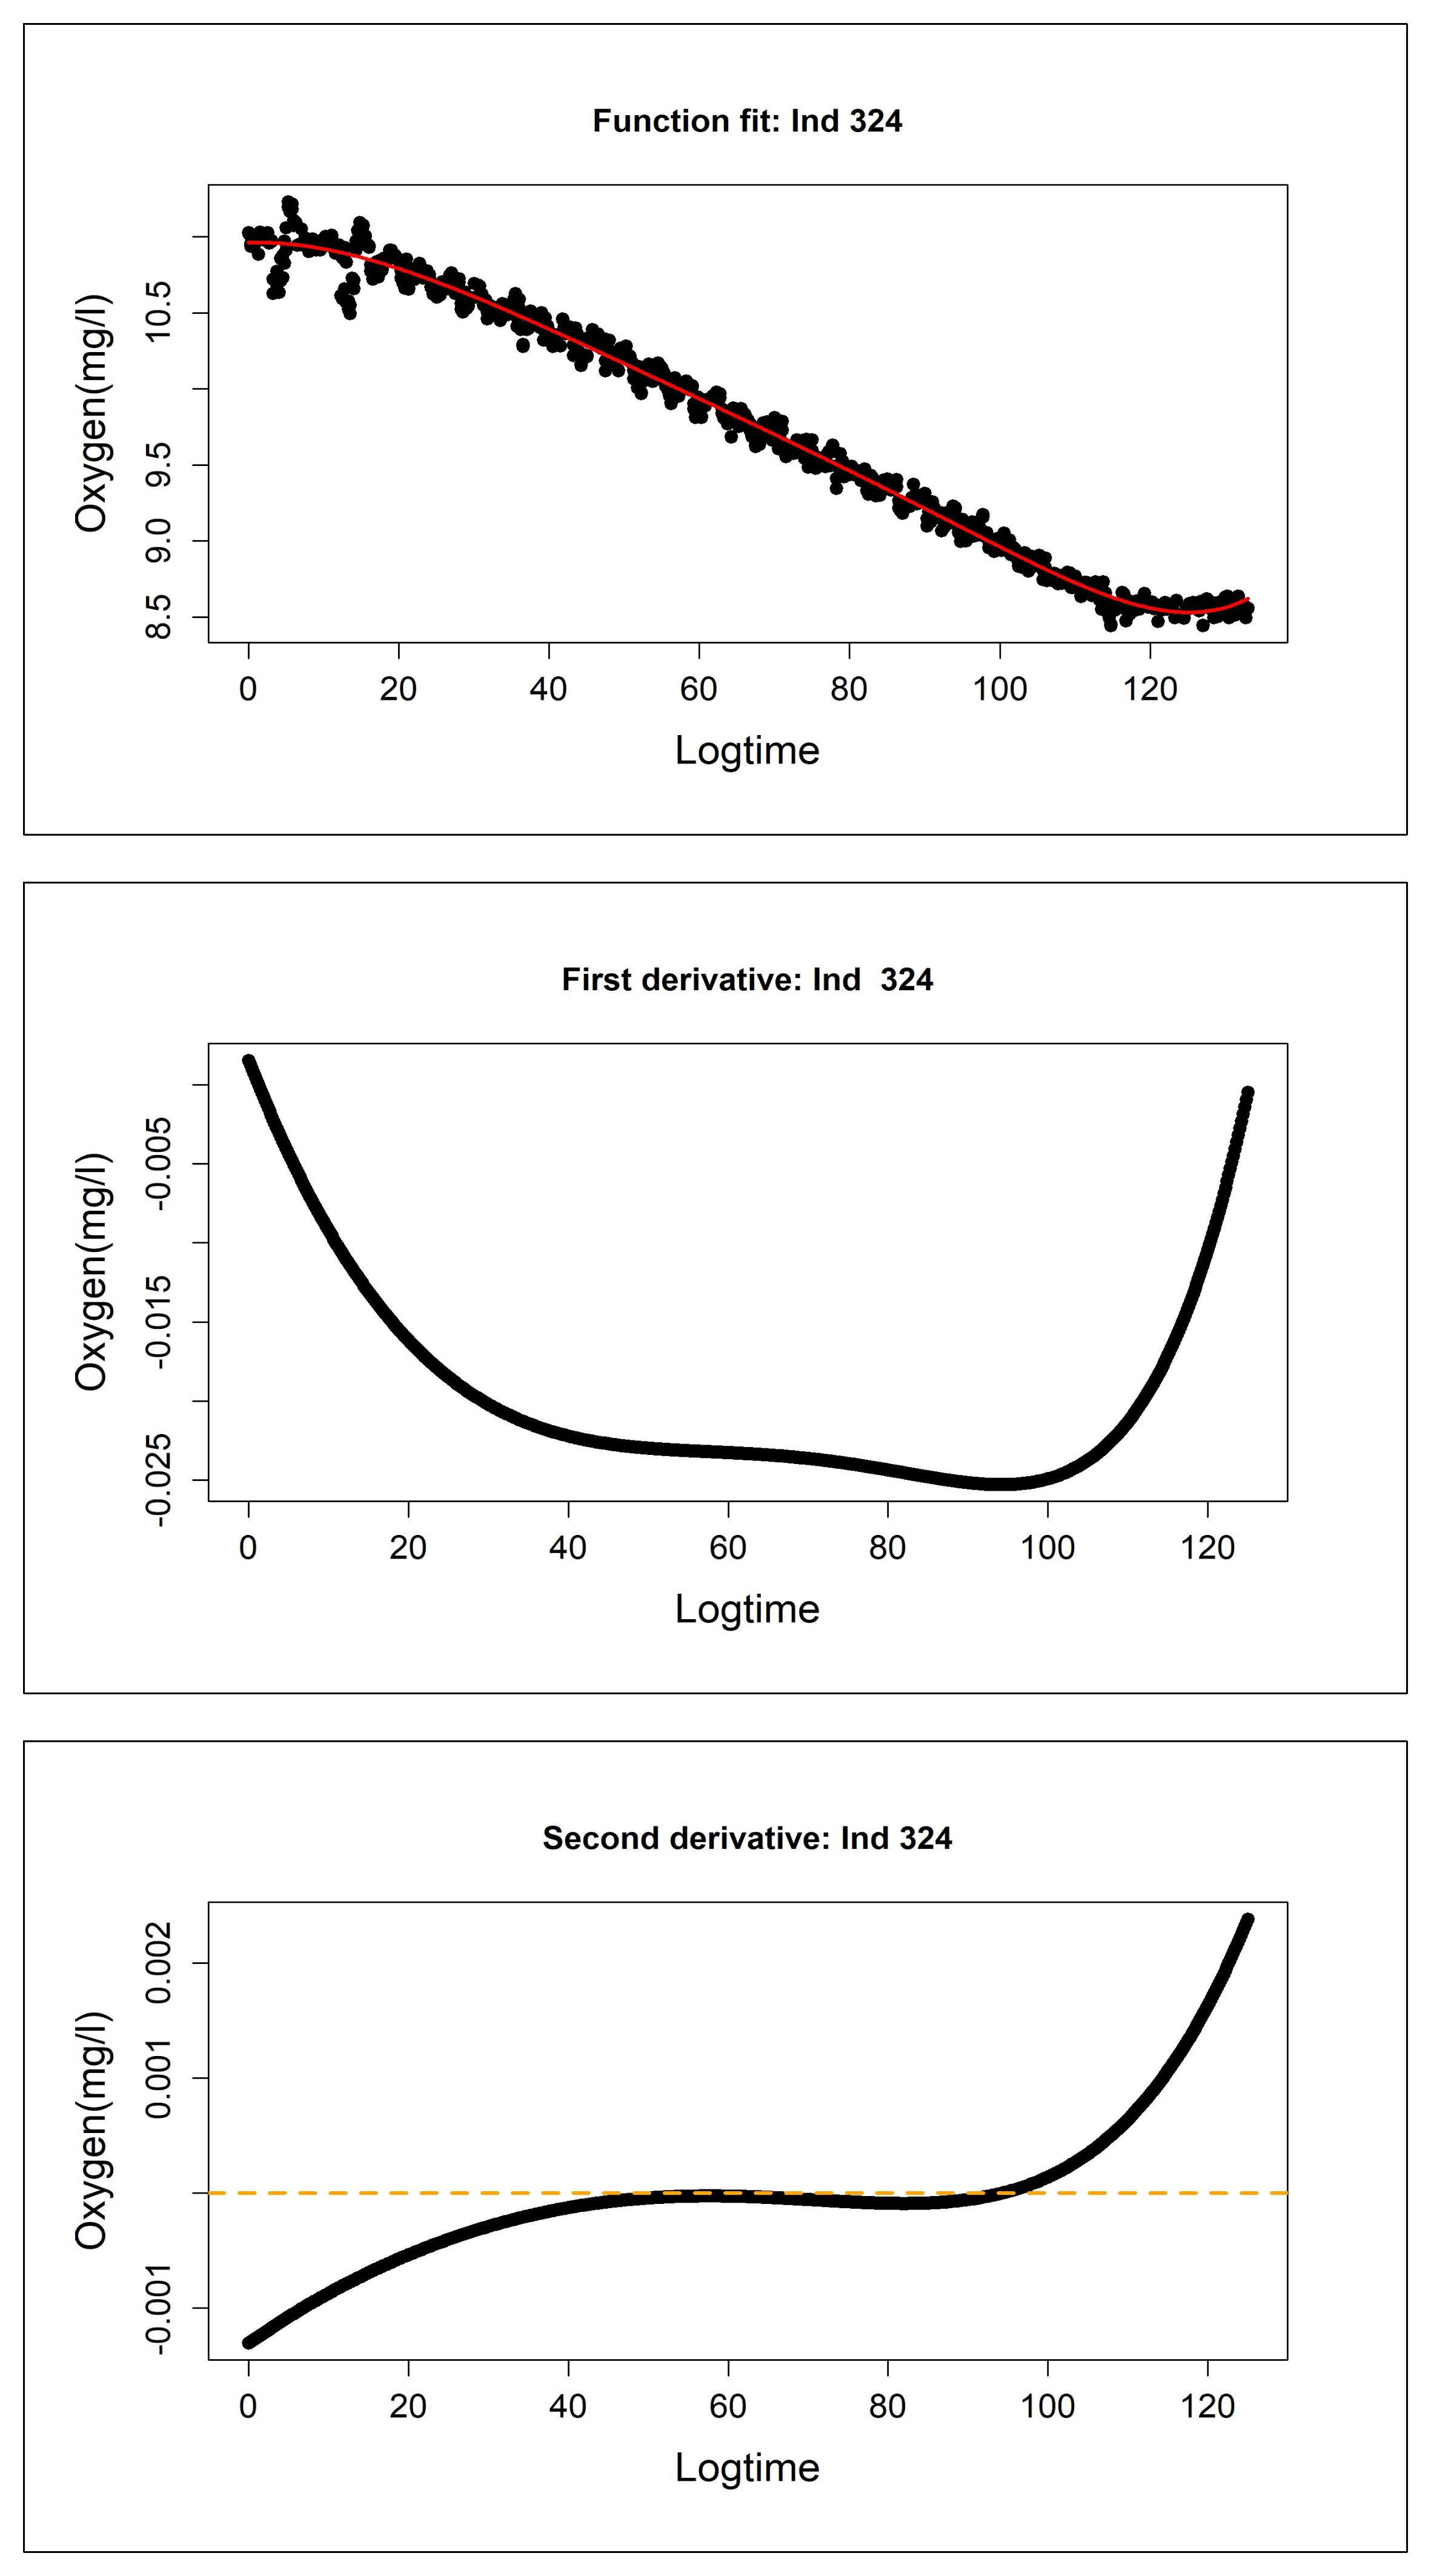 Function fit: Ind 324
Oxygen(mg/l)
10.5
9.5
9.0
8.5
0 20 40 60 80 100 120
Logtime
First derivative: Ind  324
Oxygen(mg/l)
-0.005
-0.015
-0.025
0 20 40 60 80 100 120
Logtime
Second derivative: Ind 324
Oxygen(mg/l)
0.002
0.001
-0.001
0 20 40 60 80 100 120
Logtime